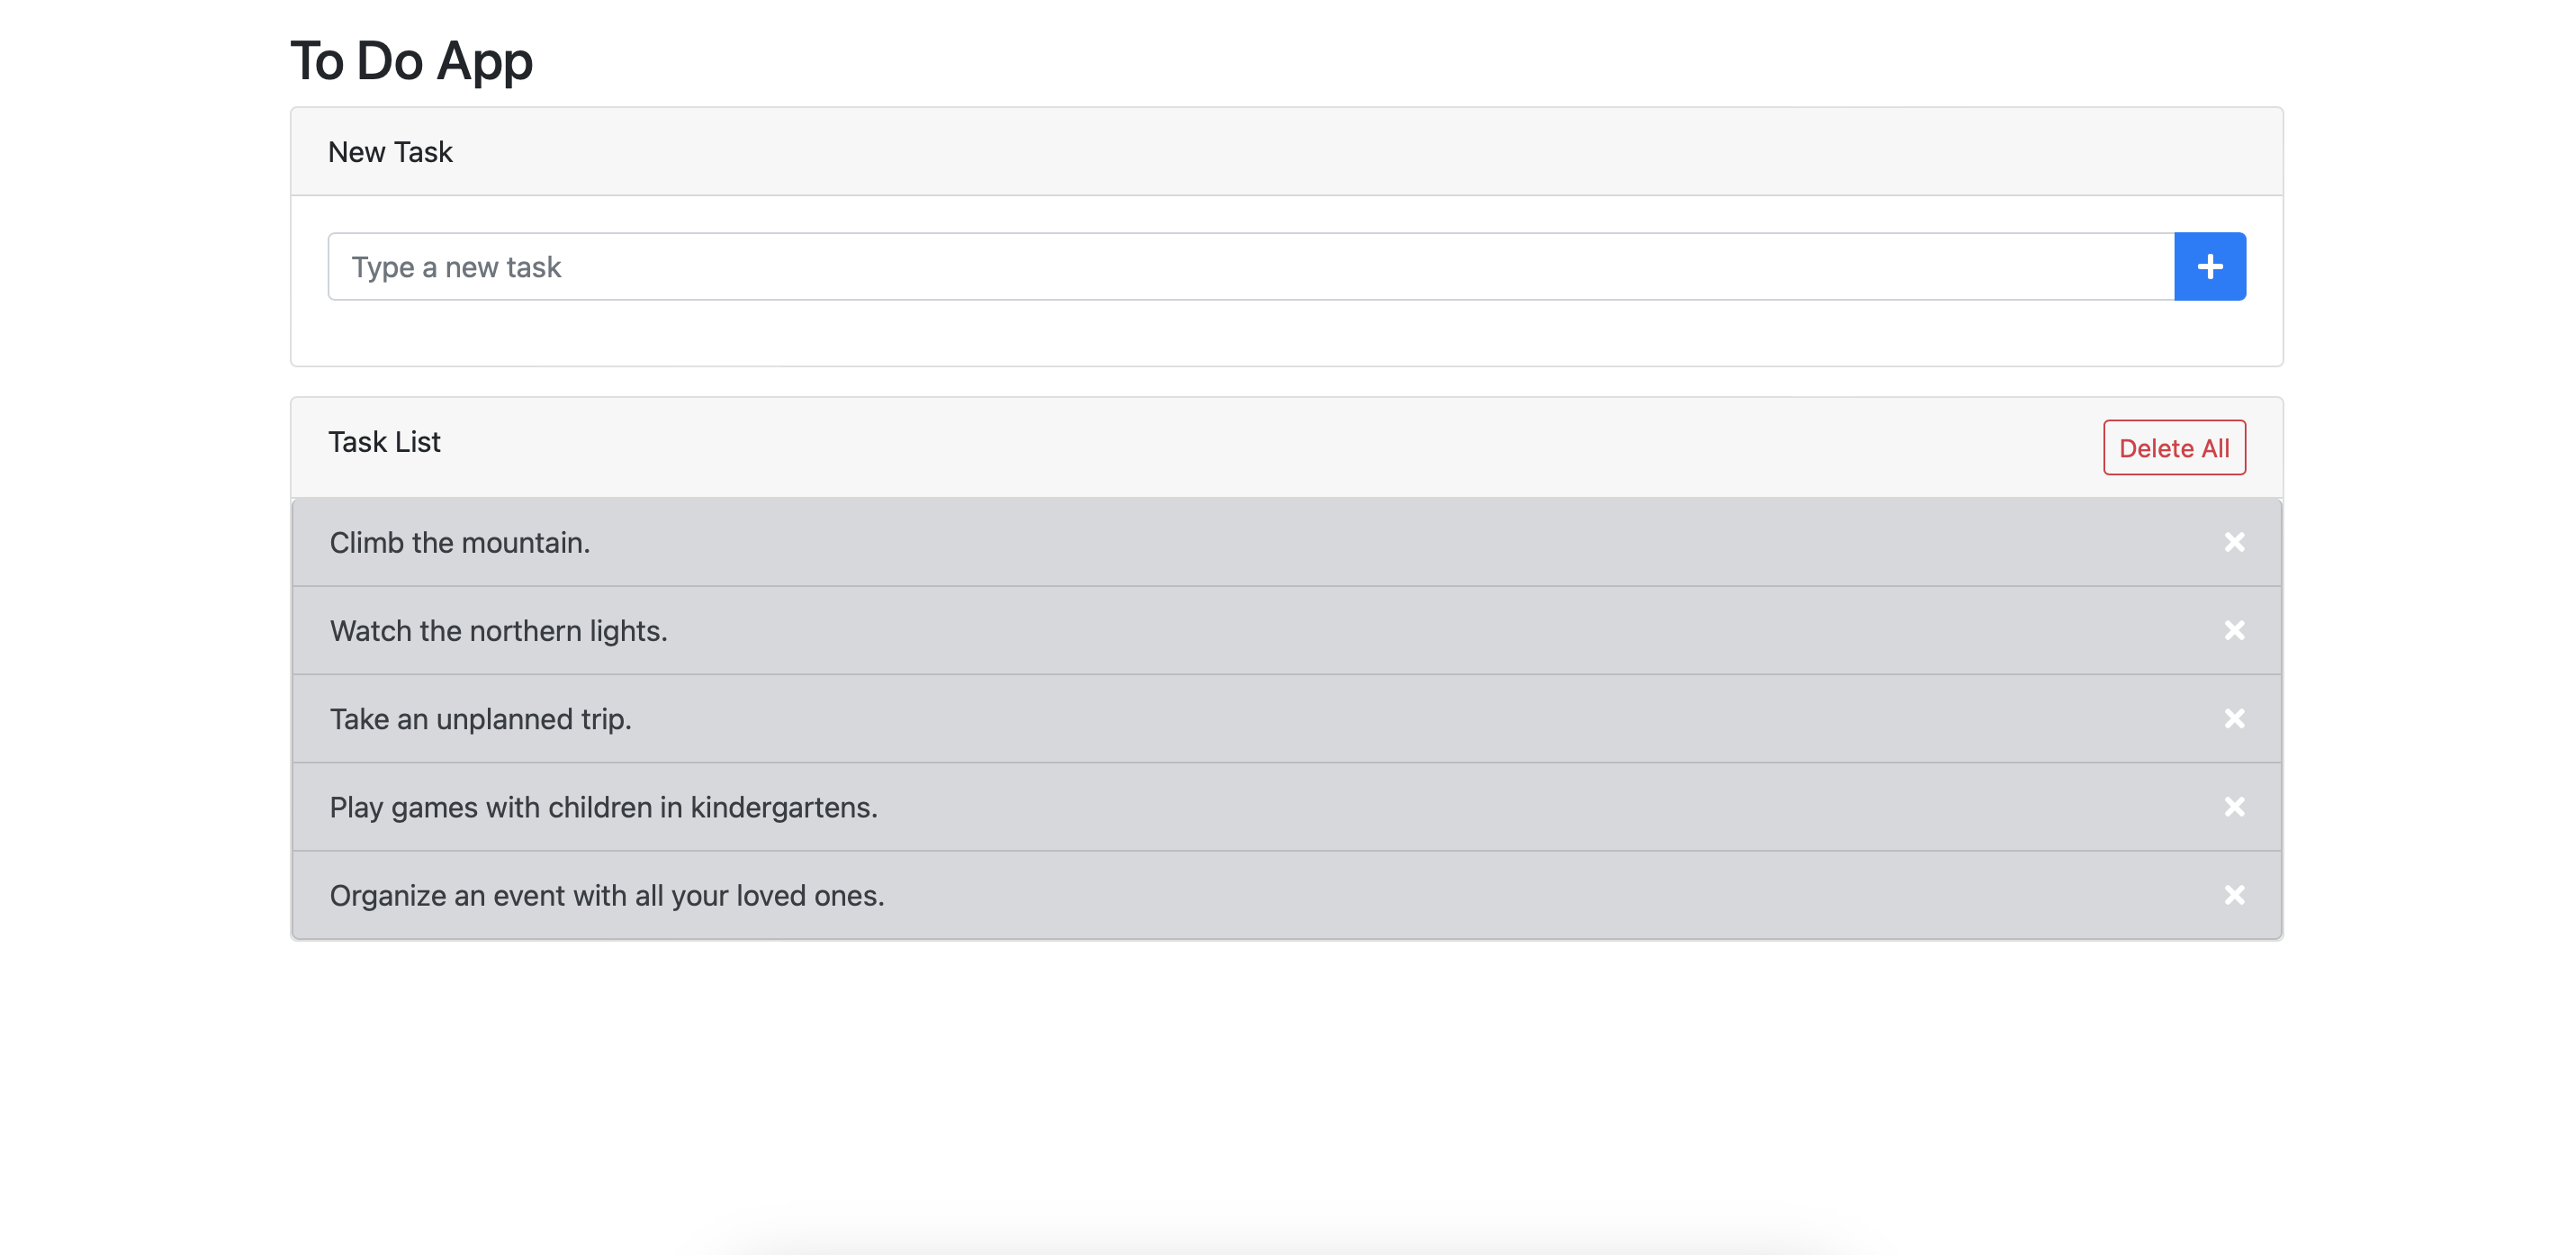 To Do App
New Task
Type a new task
Task List
Delete All
Climb the mountain.
Watch the northern lights.
Take an unplanned trip.
Play games with children in kindergartens.
Organize an event with all your loved ones.